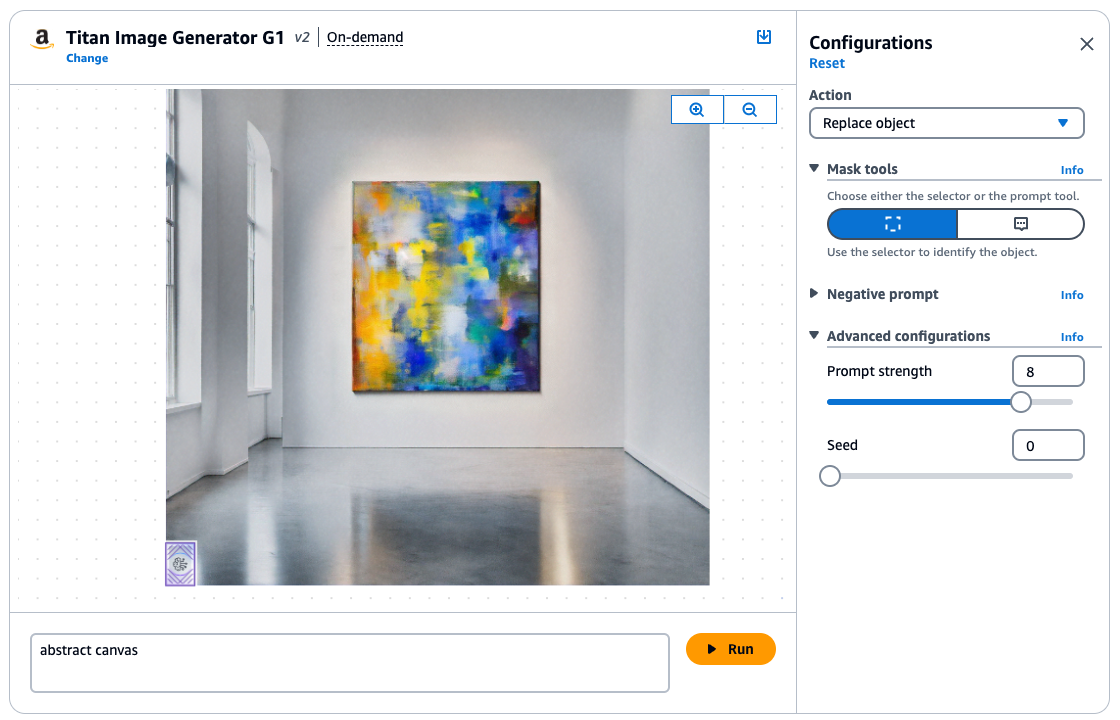 Titan Image Generator G1 v2 On-demand
Change
Configurations
Reset
Action
Replace object
Mask tools Info
Choose either the selector or the prompt tool.
Use the selector to identify the object.
Negative prompt Info
Advanced configurations Info
Prompt strength 8
Seed 0
abstract canvas
Run